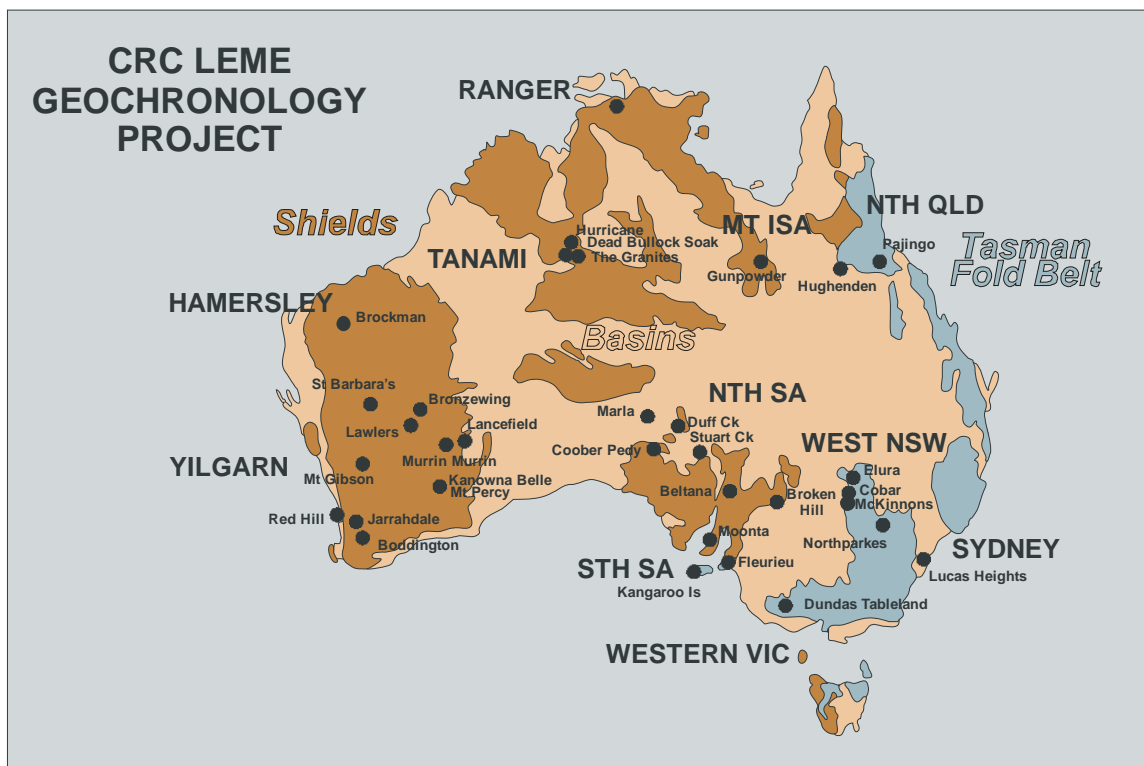 CRC LEME
GEOCHRONOLOGY
PROJECT
RANGER
Shields
NTH QLD
MT ISA
Hurricane
Dead Bullock Soak
The Granites
TANAMI
Pajingo
Tasman
Fold Belt
Gunpowder
Hughenden
HAMERSLEY
Brockman
Basins
St Barbara's
Bronzewing
NTH SA
Marla
Lawlers
Lancefield
Duff Ck
Stuart Ck
Murrin Murrin
Coober Pedy
WEST NSW
YILGARN
Mt Gibson
Kanowna Belle
Mt Percy
Elura
Beltana
Broken
Hill
Cobar
McKinnons
Red Hill
Jarrahdale
Boddington
Moonta
Northparkes
SYDNEY
Lucas Heights
STH SA
Fleurieu
Kangaroo Is
Dundas Tableland
WESTERN VIC